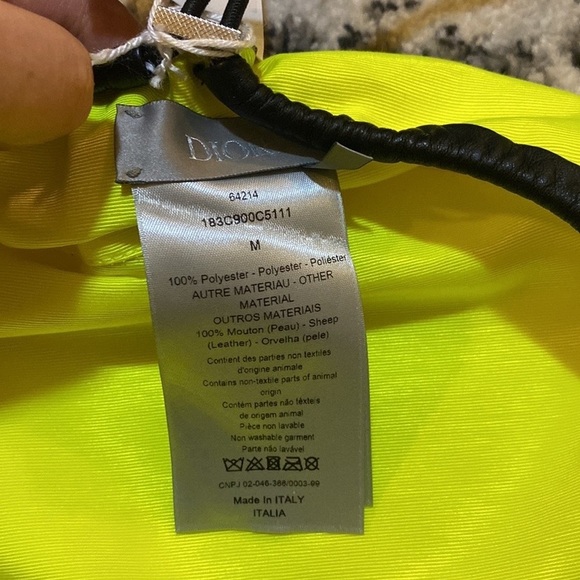 DIOR
64214
183C900C5111
M
100% Polyester - Polyester - Poliéster
AUTRE MATERIAU - OTHER
MATERIAL
OUTROS MATERIAIS
100% Mouton (Peau) - Sheep
(Leather) - Orvelha (pele)
Contient des parties non textiles
d'origine animale
Contains non-textile parts of animal
origin
Contém partes não têxteis
de origem animal
Pièce non lavable
Non washable garment
Parte não lavável
CNPJ 02-046-366/0003-99
Made In ITALY
ITALIA